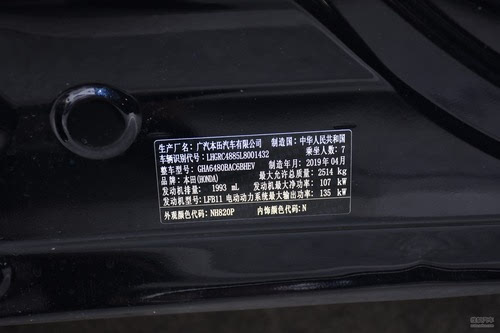 生产厂名：广汽本田汽车有限公司 制造国：中华人民共和国
车辆识别代号：LHGRC4885L8001432 乘坐人数：7
整车型号：GHA6480BAC6BHEV 制造年月：2019年04月
品牌：本田(HONDA) 最大允许总质量：2514 kg
发动机排量：1993 mL 发动机最大净功率：107 kW
发动机型号：LFB11 电动动力系统最大输出功率：135 kW
外观颜色代码：NH820P 内饰颜色代码：N